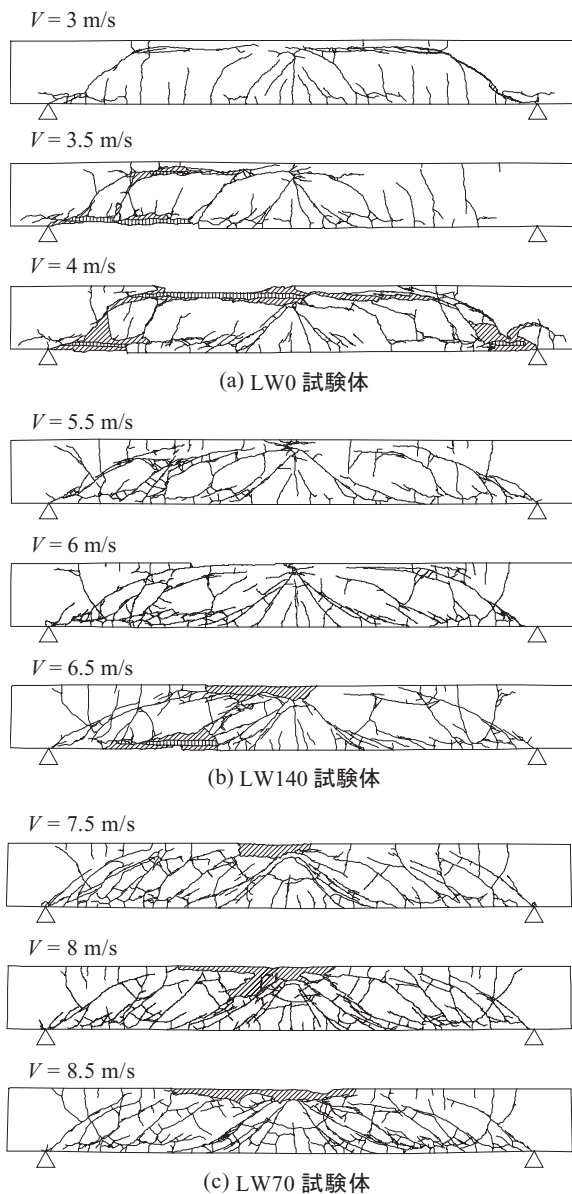 V = 3 m/s
V = 3.5 m/s
V = 4 m/s
(a) LW0 試験体
V = 5.5 m/s
V = 6 m/s
V = 6.5 m/s
(b) LW140 試験体
V = 7.5 m/s
V = 8 m/s
V = 8.5 m/s
(c) LW70 試験体